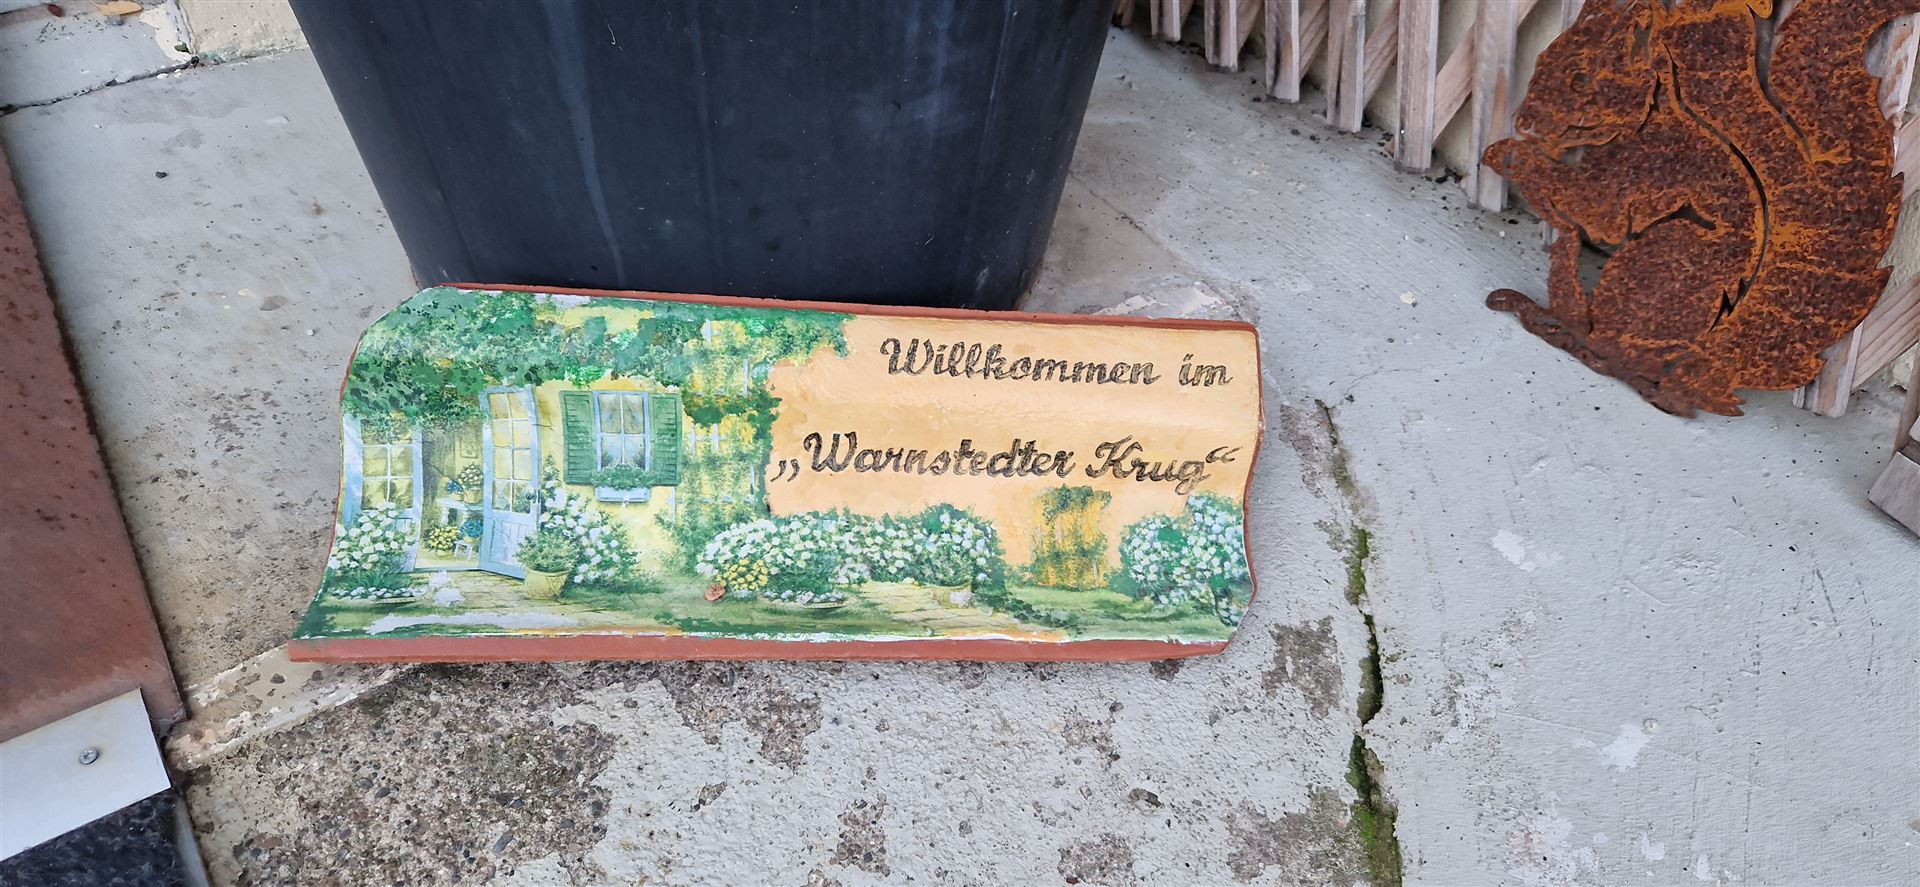 Willkommen im
„Warnstedter Krug“